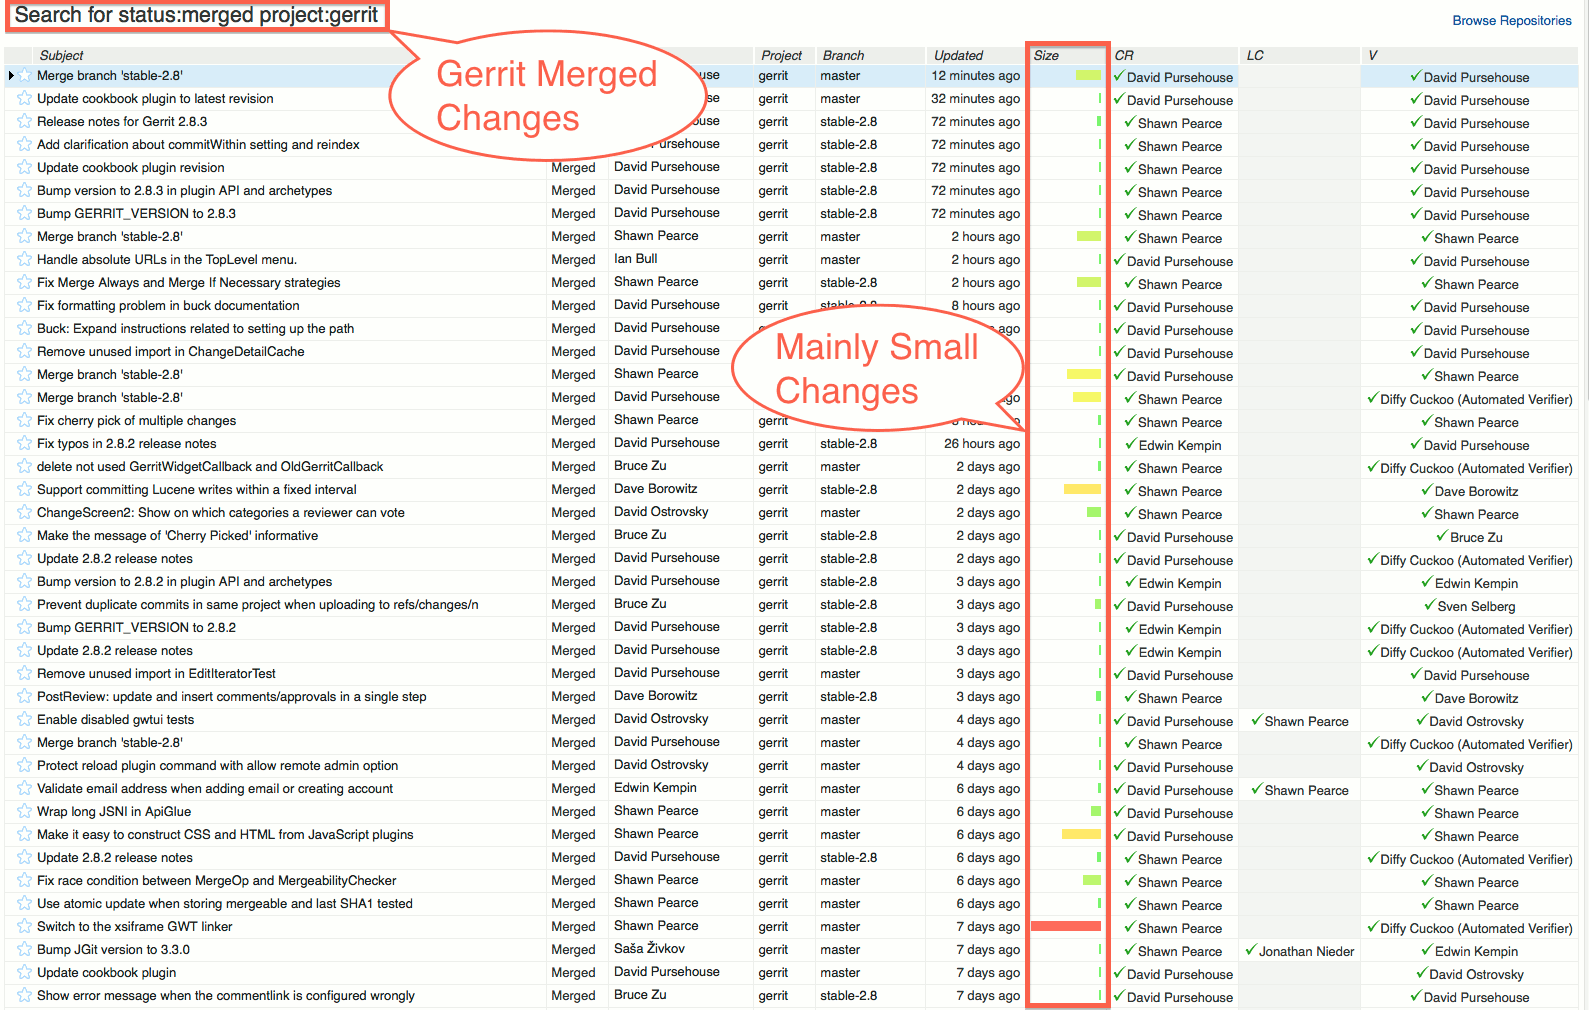 Search for status:merged project:gerrit
Browse Repositories
Subject Project Branch Updated Size CR LC V
Gerrit Merged
Changes
Merge branch 'stable-2.8' gerrit master 12 minutes ago David Pursehouse David Pursehouse
Update cookbook plugin to latest revision gerrit master 32 minutes ago David Pursehouse David Pursehouse
Release notes for Gerrit 2.8.3 gerrit stable-2.8 72 minutes ago Shawn Pearce David Pursehouse
Add clarification about commitWithin setting and reindex gerrit stable-2.8 72 minutes ago Shawn Pearce David Pursehouse
Update cookbook plugin revision Merged David Pursehouse gerrit stable-2.8 72 minutes ago Shawn Pearce David Pursehouse
Bump version to 2.8.3 in plugin API and archetypes Merged David Pursehouse gerrit stable-2.8 72 minutes ago Shawn Pearce David Pursehouse
Bump GERRIT_VERSION to 2.8.3 Merged David Pursehouse gerrit stable-2.8 72 minutes ago Shawn Pearce David Pursehouse
Merge branch 'stable-2.8' Merged Shawn Pearce gerrit master 2 hours ago Shawn Pearce Shawn Pearce
Handle absolute URLs in the TopLevel menu. Merged Ian Bull gerrit master 2 hours ago David Pursehouse David Pursehouse
Fix Merge Always and Merge If Necessary strategies Merged Shawn Pearce gerrit stable-2.8 2 hours ago Shawn Pearce Shawn Pearce
Fix formatting problem in buck documentation Merged David Pursehouse gerrit 8 hours ago David Pursehouse David Pursehouse
Buck: Expand instructions related to setting up the path Merged David Pursehouse ago David Pursehouse David Pursehouse
Mainly Small
Changes
Remove unused import in ChangeDetailCache Merged David Pursehouse David Pursehouse David Pursehouse
Merge branch 'stable-2.8' Merged Shawn Pearce David Pursehouse Shawn Pearce
Merge branch 'stable-2.8' Merged David Pursehouse Shawn Pearce Diffy Cuckoo (Automated Verifier)
Fix cherry pick of multiple changes Merged Shawn Pearce gerrit Shawn Pearce Shawn Pearce
Fix typos in 2.8.2 release notes Merged David Pursehouse gerrit stable-2.8 26 hours ago Edwin Kempin David Pursehouse
delete not used GerritWidgetCallback and OldGerritCallback Merged Bruce Zu gerrit master 2 days ago Shawn Pearce Diffy Cuckoo (Automated Verifier)
Support committing Lucene writes within a fixed interval Merged Dave Borowitz gerrit stable-2.8 2 days ago Shawn Pearce Dave Borowitz
ChangeScreen2: Show on which categories a reviewer can vote Merged David Ostrovsky gerrit master 2 days ago Shawn Pearce Shawn Pearce
Make the message of 'Cherry Picked' informative Merged Bruce Zu gerrit stable-2.8 2 days ago David Pursehouse Bruce Zu
Update 2.8.2 release notes Merged David Pursehouse gerrit stable-2.8 2 days ago David Pursehouse Diffy Cuckoo (Automated Verifier)
Bump version to 2.8.2 in plugin API and archetypes Merged David Pursehouse gerrit stable-2.8 3 days ago Edwin Kempin Edwin Kempin
Prevent duplicate commits in same project when uploading to refs/changes/n Merged Bruce Zu gerrit stable-2.8 3 days ago David Pursehouse Sven Selberg
Bump GERRIT_VERSION to 2.8.2 Merged David Pursehouse gerrit stable-2.8 3 days ago Edwin Kempin Diffy Cuckoo (Automated Verifier)
Update 2.8.2 release notes Merged David Pursehouse gerrit stable-2.8 3 days ago Edwin Kempin Diffy Cuckoo (Automated Verifier)
Remove unused import in EditIteratorTest Merged David Pursehouse gerrit master 3 days ago David Pursehouse David Pursehouse
PostReview: update and insert comments/approvals in a single step Merged Dave Borowitz gerrit stable-2.8 3 days ago Shawn Pearce Dave Borowitz
Enable disabled gwtui tests Merged David Ostrovsky gerrit master 4 days ago David Pursehouse Shawn Pearce David Ostrovsky
Merge branch 'stable-2.8' Merged David Pursehouse gerrit master 4 days ago Shawn Pearce Diffy Cuckoo (Automated Verifier)
Protect reload plugin command with allow remote admin option Merged David Ostrovsky gerrit master 4 days ago David Pursehouse David Ostrovsky
Validate email address when adding email or creating account Merged Edwin Kempin gerrit master 6 days ago David Pursehouse Shawn Pearce Shawn Pearce
Wrap long JSNI in ApiGlue Merged Shawn Pearce gerrit master 6 days ago David Pursehouse Shawn Pearce
Make it easy to construct CSS and HTML from JavaScript plugins Merged Shawn Pearce gerrit master 6 days ago David Pursehouse Shawn Pearce
Update 2.8.2 release notes Merged David Pursehouse gerrit stable-2.8 6 days ago Shawn Pearce Diffy Cuckoo (Automated Verifier)
Fix race condition between MergeOp and MergeabilityChecker Merged Shawn Pearce gerrit master 6 days ago Shawn Pearce Shawn Pearce
Use atomic update when storing mergeable and last SHA1 tested Merged Shawn Pearce gerrit master 6 days ago Shawn Pearce Shawn Pearce
Switch to the xsiframe GWT linker Merged Shawn Pearce gerrit master 7 days ago Shawn Pearce Diffy Cuckoo (Automated Verifier)
Bump JGit version to 3.3.0 Merged Saša Živkov gerrit master 7 days ago Shawn Pearce Jonathan Nieder Edwin Kempin
Update cookbook plugin Merged David Pursehouse gerrit master 7 days ago David Pursehouse David Ostrovsky
Show error message when the commentlink is configured wrongly Merged Bruce Zu gerrit stable-2.8 7 days ago David Pursehouse David Pursehouse